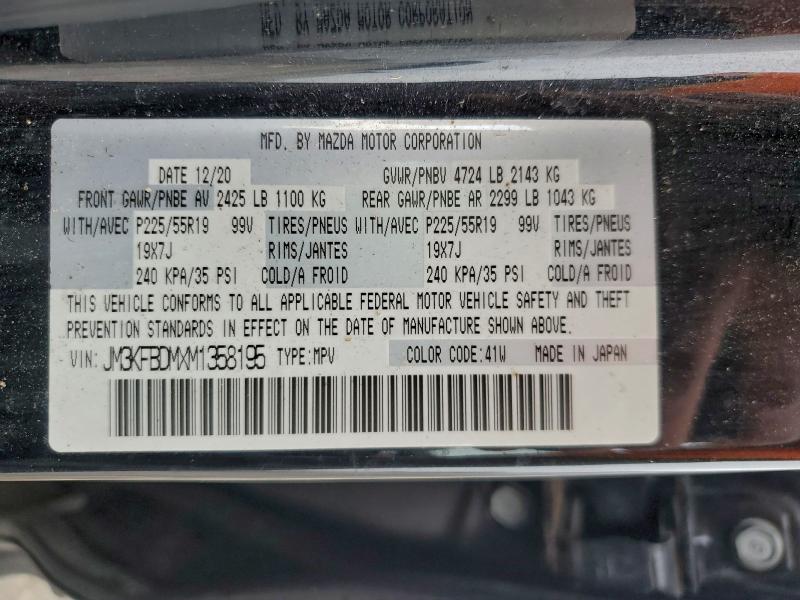 MED. BY MAZDA MOTOR CORPORATION
MFD. BY MAZDA MOTOR CORPORATION
DATE 12/20 GVWR/PNBV 4724 LB 2143 KG
FRONT GAWR/PNBE AV 2425 LB 1100 KG REAR GAWR/PNBE AR 2299 LB 1043 KG
WITH/AVEC P225/55R19 99V TIRES/PNEUS WITH/AVEC P225/55R19 99V TIRES/PNEUS
19X7J RIMS/JANTES 19X7J RIMS/JANTES
240 KPA/35 PSI COLD/A FROID 240 KPA/35 PSI COLD/A FROID
THIS VEHICLE CONFORMS TO ALL APPLICABLE FEDERAL MOTOR VEHICLE SAFETY AND THEFT
PREVENTION STANDARDS IN EFFECT ON THE DATE OF MANUFACTURE SHOWN ABOVE.
VIN: JM3KFBDMXM1358195 TYPE:MPV COLOR CODE:41W MADE IN JAPAN